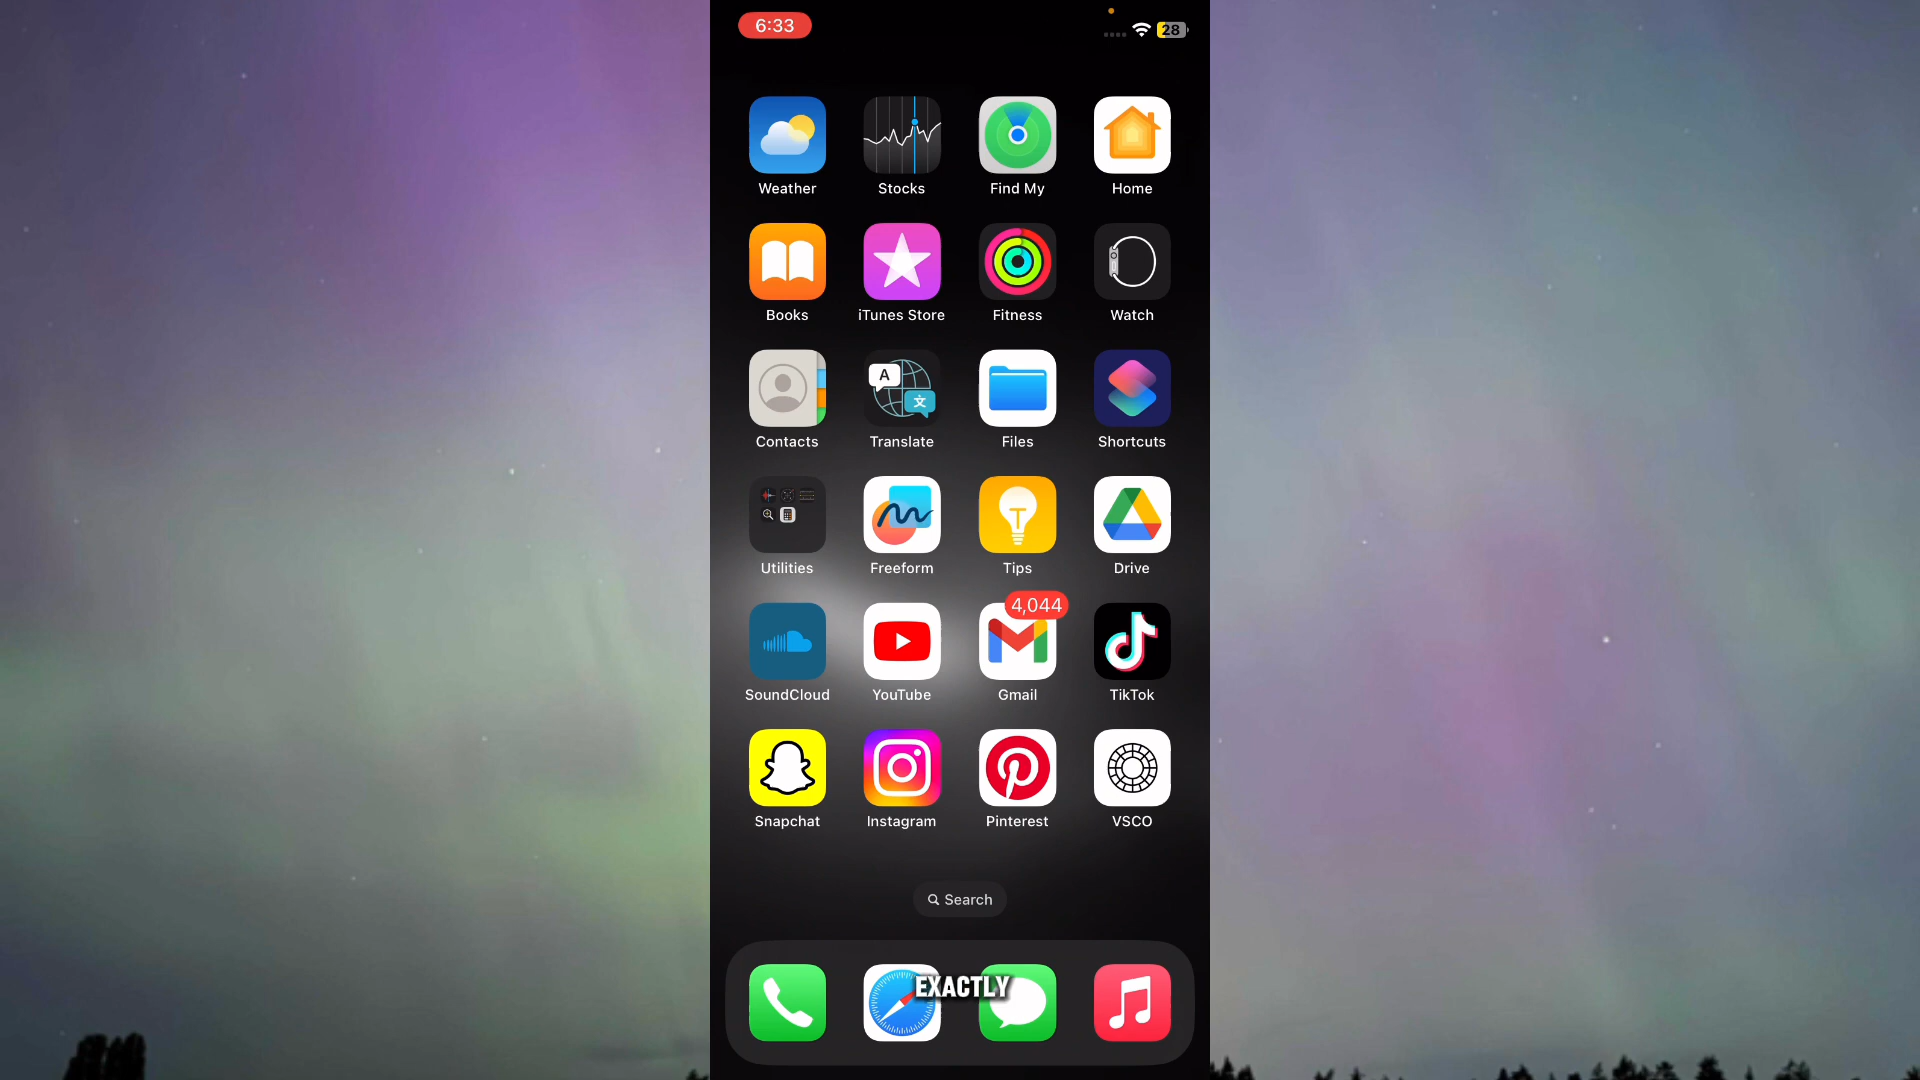 6:33
28
Weather
Stocks
Find My
Home
Books
iTunes Store
Fitness
Watch
Contacts
A
文
Translate
Files
Shortcuts
Utilities
Freeform
T
Tips
Drive
SoundCloud
YouTube
4,044
Gmail
TikTok
Snapchat
Instagram
Pinterest
VSCO
Search
EXACTLY